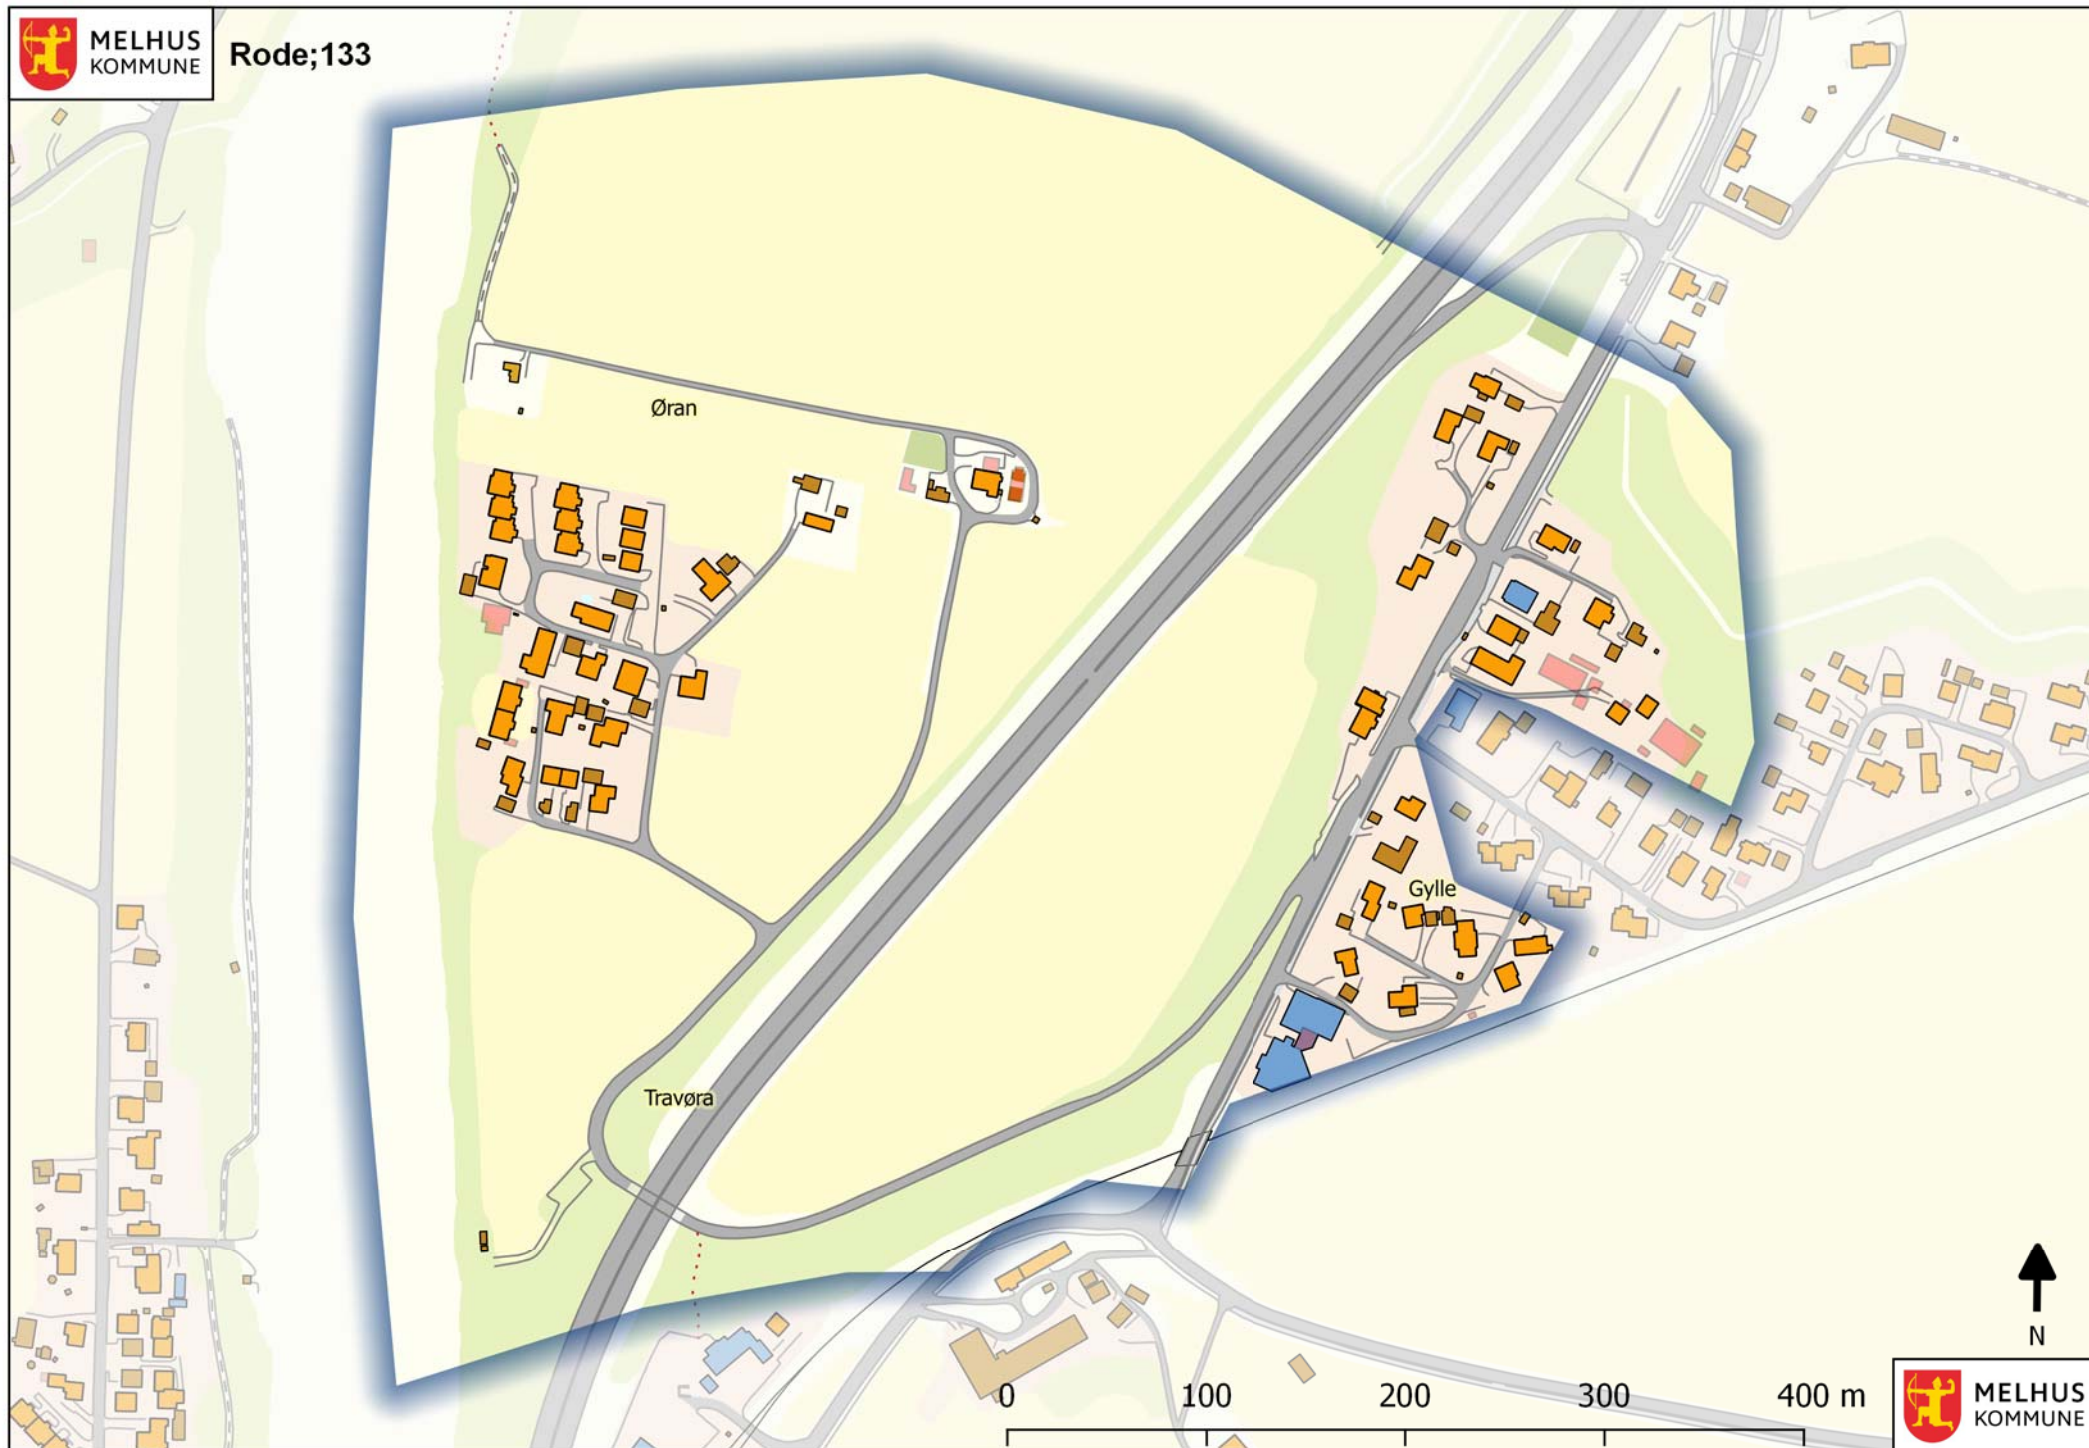 MELHUS
KOMMUNE
Rode;133
Øran
Gylle
Travøra
N
0 100 200 300 400 m
MELHUS
KOMMUNE